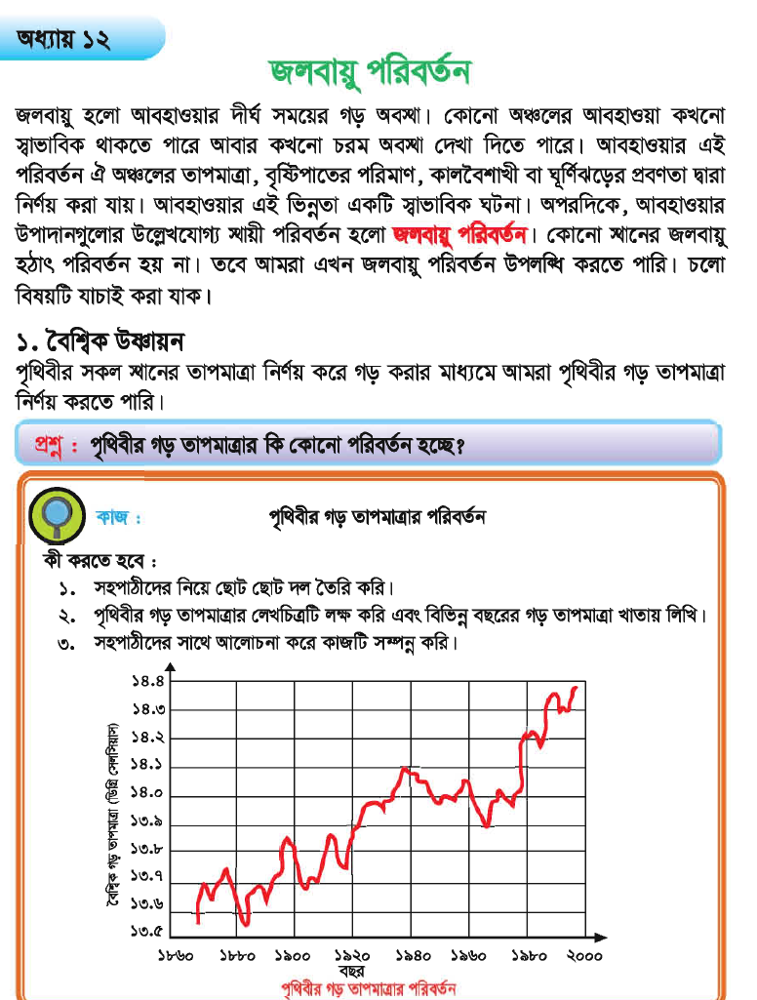 অধ্যায় ১২
জলবায়ু পরিবর্তন
জলবায়ু হলো আবহাওয়ার দীর্ঘ সময়ের গড় অবস্থা। কোনো অঞ্চলের আবহাওয়া কখনো
স্বাভাবিক থাকতে পারে আবার কখনো চরম অবস্থা দেখা দিতে পারে। আবহাওয়ার এই
পরিবর্তন ঐ অঞ্চলের তাপমাত্রা, বৃষ্টিপাতের পরিমাণ, কালবৈশাখী বা ঘূর্ণিঝড়ের প্রবণতা দ্বারা
নির্ণয় করা যায়। আবহাওয়ার এই ভিন্নতা একটি স্বাভাবিক ঘটনা। অপরদিকে, আবহাওয়ার
উপাদানগুলোর উল্লেখযোগ্য স্থায়ী পরিবর্তন হলো জলবায়ু পরিবর্তন। কোনো স্থানের জলবায়ু
হঠাৎ পরিবর্তন হয় না। তবে আমরা এখন জলবায়ু পরিবর্তন উপলব্ধি করতে পারি। চলো
বিষয়টি যাচাই করা যাক।
১. বৈশ্বিক উষ্ণায়ন
পৃথিবীর সকল স্থানের তাপমাত্রা নির্ণয় করে গড় করার মাধ্যমে আমরা পৃথিবীর গড় তাপমাত্রা
নির্ণয় করতে পারি।
প্রশ্ন : পৃথিবীর গড় তাপমাত্রার কি কোনো পরিবর্তন হচ্ছে?
কাজ : পৃথিবীর গড় তাপমাত্রার পরিবর্তন
কী করতে হবে :
১. সহপাঠীদের নিয়ে ছোট ছোট দল তৈরি করি।
২. পৃথিবীর গড় তাপমাত্রার লেখচিত্রটি লক্ষ করি এবং বিভিন্ন বছরের গড় তাপমাত্রা খাতায় লিখি।
৩. সহপাঠীদের সাথে আলোচনা করে কাজটি সম্পন্ন করি।
বৈশ্বিক গড় তাপমাত্রা (ডিগ্রি সেলসিয়াস)
১৪.৪
১৪.৩
১৪.২
১৪.১
১৪.০
১৩.৯
১৩.৮
১৩.৭
১৩.৬
১৩.৫
১৮৬০ ১৮৮০ ১৯০০ ১৯২০ ১৯৪০ ১৯৬০ ১৯৮০ ২০০০
বছর
পৃথিবীর গড় তাপমাত্রার পরিবর্তন